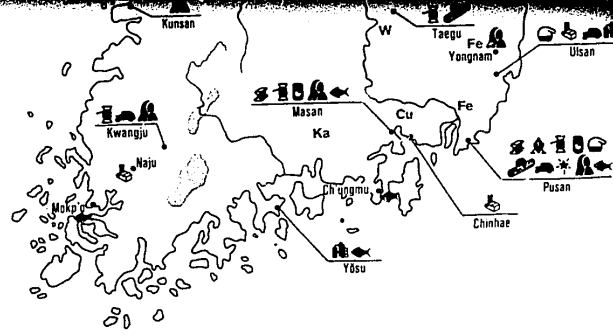 Kunsan
W
Taegu
Fe
Yongnam
Ulsan
Masan
Cu
Fe
Kwangju
Ka
Naju
Pusan
Ch'ungmu
Mokp'o
Chinhae
Yŏsu